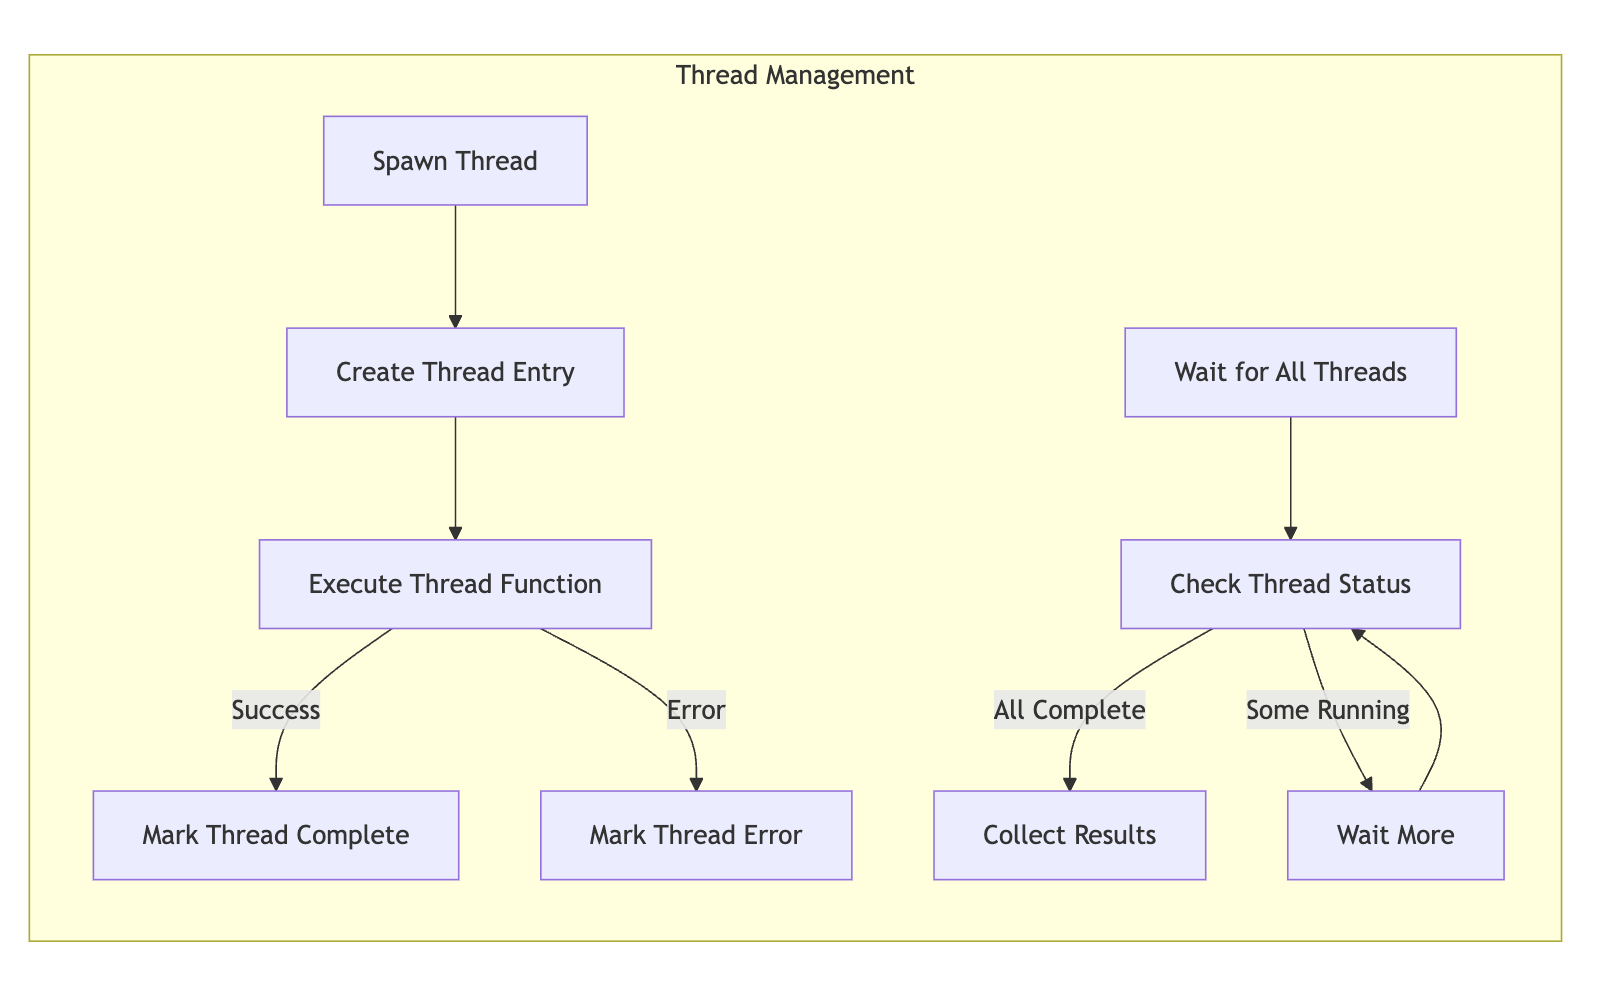 Thread Management
Spawn Thread
Create Thread Entry
Wait for All Threads
Execute Thread Function
Check Thread Status
Success
Error
All Complete
Some Running
Mark Thread Complete
Mark Thread Error
Collect Results
Wait More